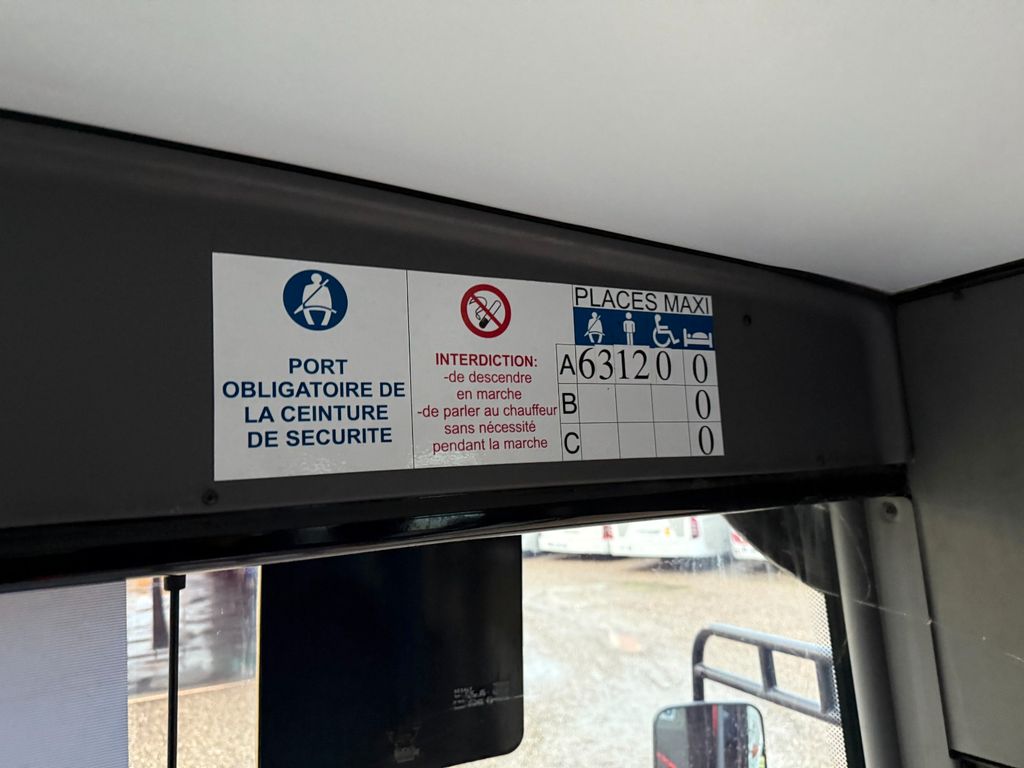 PORT
OBLIGATOIRE DE
LA CEINTURE
DE SECURITE
INTERDICTION:
-de descendre
en marche
-de parler au chauffeur
sans nécessité
pendant la marche
PLACES MAXI
A 63 12 0 0
B 0
C 0